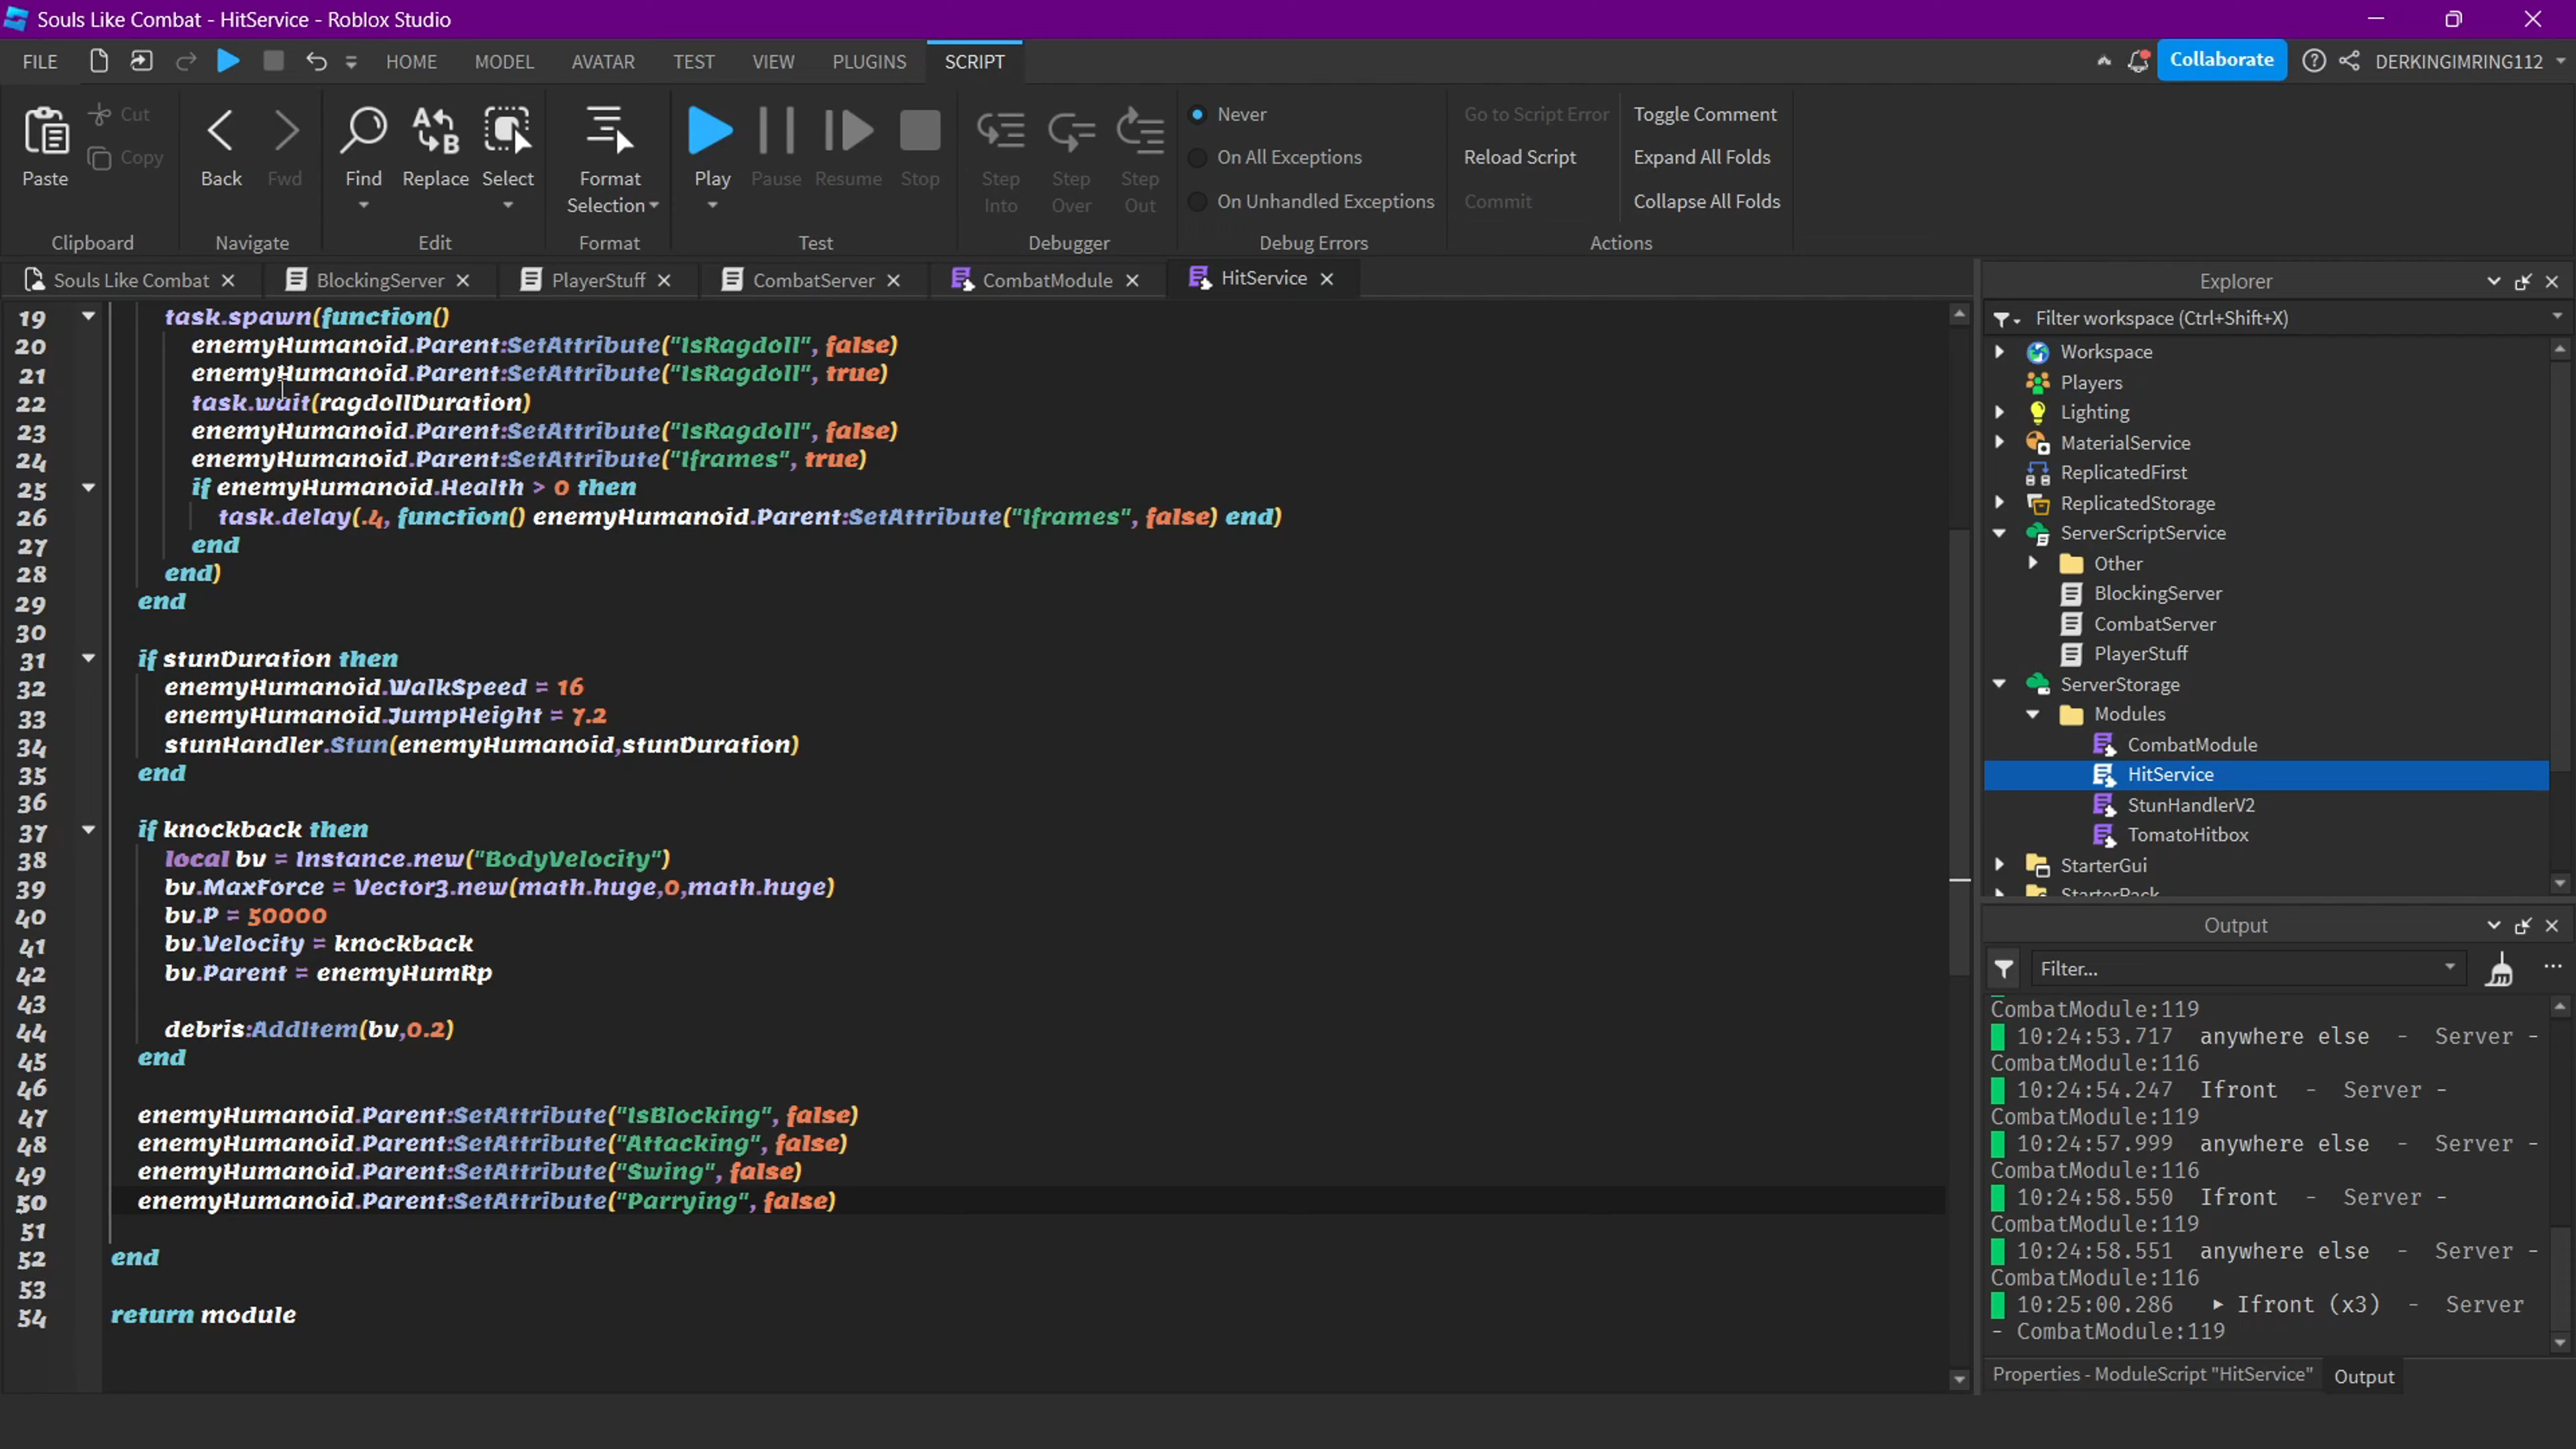 Souls Like Combat - HitService - Roblox Studio
FILE HOME MODEL AVATAR TEST VIEW PLUGINS SCRIPT Collaborate DERKINGIMRING112
Paste Cut Copy Back Fwd Find Replace Select Format Selection Play Pause Resume Stop Step Into Step Over Step Out
Never
On All Exceptions
On Unhandled Exceptions
Go to Script Error
Reload Script
Commit
Toggle Comment
Expand All Folds
Collapse All Folds
Clipboard Navigate Edit Format Test Debugger Debug Errors Actions
Souls Like Combat BlockingServer PlayerStuff CombatServer CombatModule HitService
19 task.spawn(function()
20 enemyHumanoid.Parent:SetAttribute("IsRagdoll", false)
21 enemyHumanoid.Parent:SetAttribute("IsRagdoll", true)
22 task.wait(ragdollDuration)
23 enemyHumanoid.Parent:SetAttribute("IsRagdoll", false)
24 enemyHumanoid.Parent:SetAttribute("Iframes", true)
25 if enemyHumanoid.Health > 0 then
26 task.delay(.4, function() enemyHumanoid.Parent:SetAttribute("Iframes", false) end)
27 end
28 end)
29 end
30
31 if stunDuration then
32 enemyHumanoid.WalkSpeed = 16
33 enemyHumanoid.JumpHeight = 7.2
34 stunHandler.Stun(enemyHumanoid,stunDuration)
35 end
36
37 if knockback then
38 local bv = Instance.new("BodyVelocity")
39 bv.MaxForce = Vector3.new(math.huge,0,math.huge)
40 bv.P = 50000
41 bv.Velocity = knockback
42 bv.Parent = enemyHumRp
43
44 debris:AddItem(bv,0.2)
45 end
46
47 enemyHumanoid.Parent:SetAttribute("IsBlocking", false)
48 enemyHumanoid.Parent:SetAttribute("Attacking", false)
49 enemyHumanoid.Parent:SetAttribute("Swing", false)
50 enemyHumanoid.Parent:SetAttribute("Parrying", false)
51
52 end
53
54 return module
Explorer
Filter workspace (Ctrl+Shift+X)
Workspace
Players
Lighting
MaterialService
ReplicatedFirst
ReplicatedStorage
ServerScriptService
Other
BlockingServer
CombatServer
PlayerStuff
ServerStorage
Modules
CombatModule
HitService
StunHandlerV2
TomatoHitbox
StarterGui
StarterPack
Output
Filter...
CombatModule:119
10:24:53.717 anywhere else - Server -
CombatModule:116
10:24:54.247 Ifront - Server -
CombatModule:119
10:24:57.999 anywhere else - Server -
CombatModule:116
10:24:58.550 Ifront - Server -
CombatModule:119
10:24:58.551 anywhere else - Server -
CombatModule:116
10:25:00.286 ▸ Ifront (x3) - Server
- CombatModule:119
Properties - ModuleScript "HitService" Output